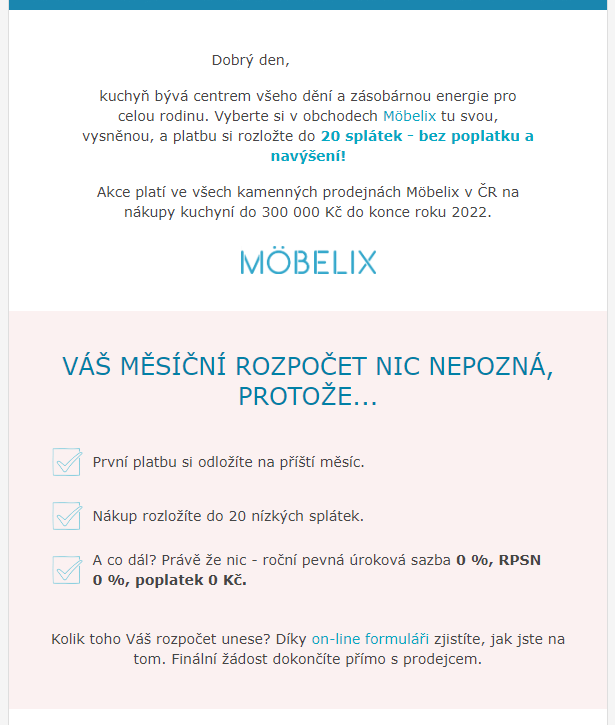 Dobrý den,
kuchyň bývá centrem všeho dění a zásobárnou energie pro
celou rodinu. Vyberte si v obchodech Möbelix tu svou,
vysněnou, a platbu si rozložte do 20 splátek - bez poplatku a
navýšení!
Akce platí ve všech kamenných prodejnách Möbelix v ČR na
nákupy kuchyní do 300 000 Kč do konce roku 2022.
MÖBELIX
VÁŠ MĚSÍČNÍ ROZPOČET NIC NEPOZNÁ,
PROTOŽE...
První platbu si odložíte na příští měsíc.
Nákup rozložíte do 20 nízkých splátek.
A co dál? Právě že nic - roční pevná úroková sazba 0 %, RPSN
0 %, poplatek 0 Kč.
Kolik toho Váš rozpočet unese? Díky on-line formuláři zjistíte, jak jste na
tom. Finální žádost dokončíte přímo s prodejcem.